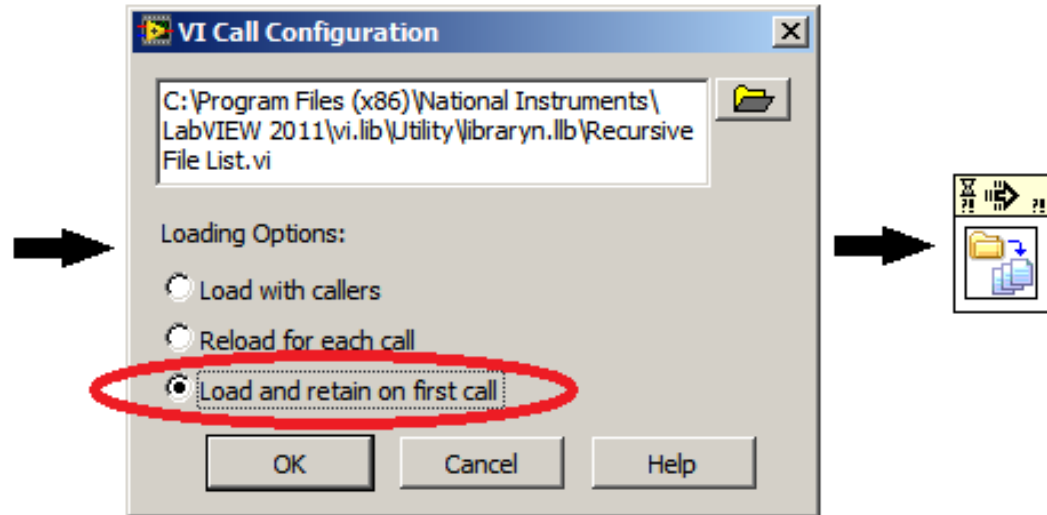 VI Call Configuration
C:\Program Files (x86)\National Instruments\
LabVIEW 2011\vi.lib\Utility\libraryn.llb\Recursive
File List.vi
Loading Options:
Load with callers
Reload for each call
Load and retain on first call
OK Cancel Help
?! ?!